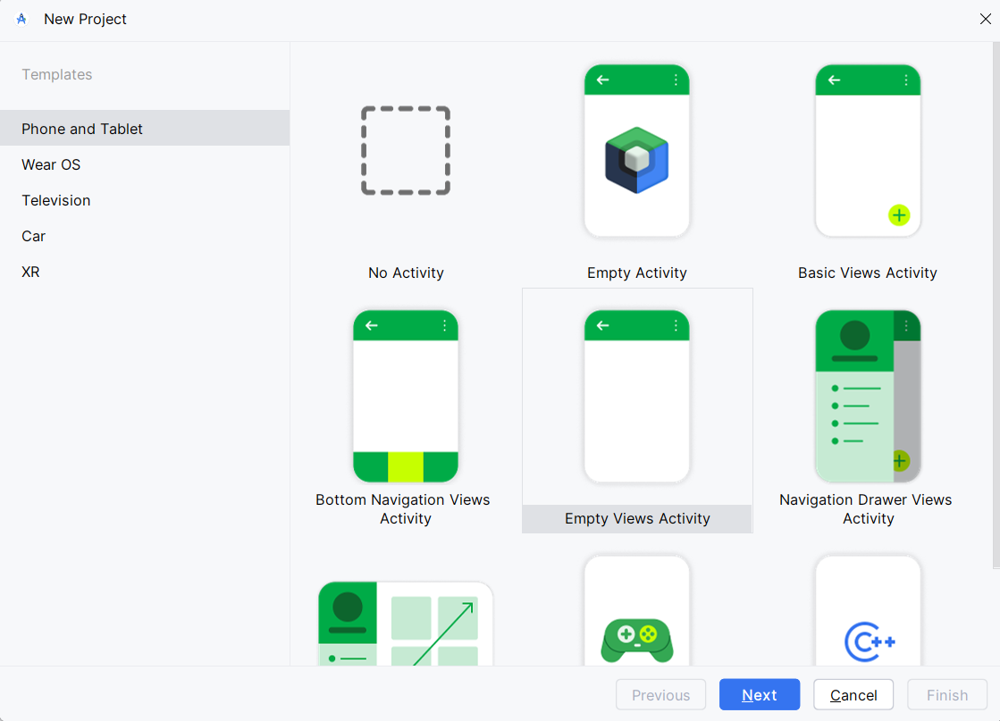 New Project
Templates
Phone and Tablet
Wear OS
Television
Car
XR
No Activity
Empty Activity
Basic Views Activity
Bottom Navigation Views
Activity
Empty Views Activity
Navigation Drawer Views
Activity
C++
Previous
Next
Cancel
Finish